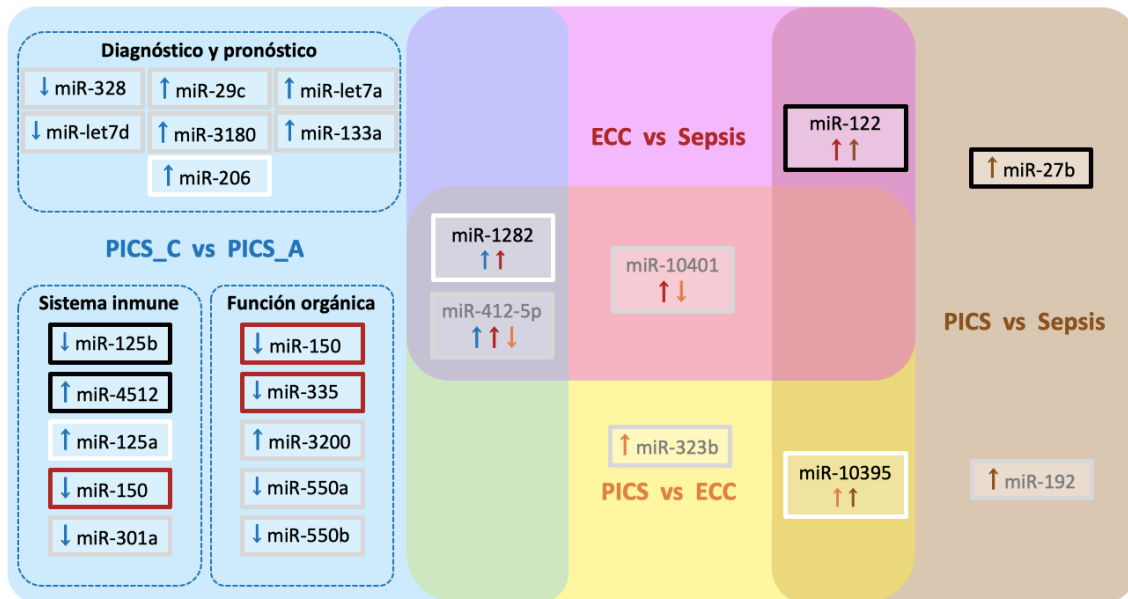 Diagnóstico y pronóstico
↓ miR-328 ↑ miR-29c ↑ miR-let7a
↓ miR-let7d ↑ miR-3180 ↑ miR-133a
↑ miR-206
PICS_C vs PICS_A
Sistema inmune
↓ miR-125b
↑ miR-4512
↑ miR-125a
↓ miR-150
↓ miR-301a
Función orgánica
↓ miR-150
↓ miR-335
↑ miR-3200
↓ miR-550a
↓ miR-550b
miR-1282
↑ ↑
miR-412-5p
↑ ↑ ↓
ECC vs Sepsis
miR-10401
↑ ↓
↑ miR-323b
PICS vs ECC
miR-122
↑ ↑
miR-10395
↑ ↑
↑ miR-27b
PICS vs Sepsis
↑ miR-192